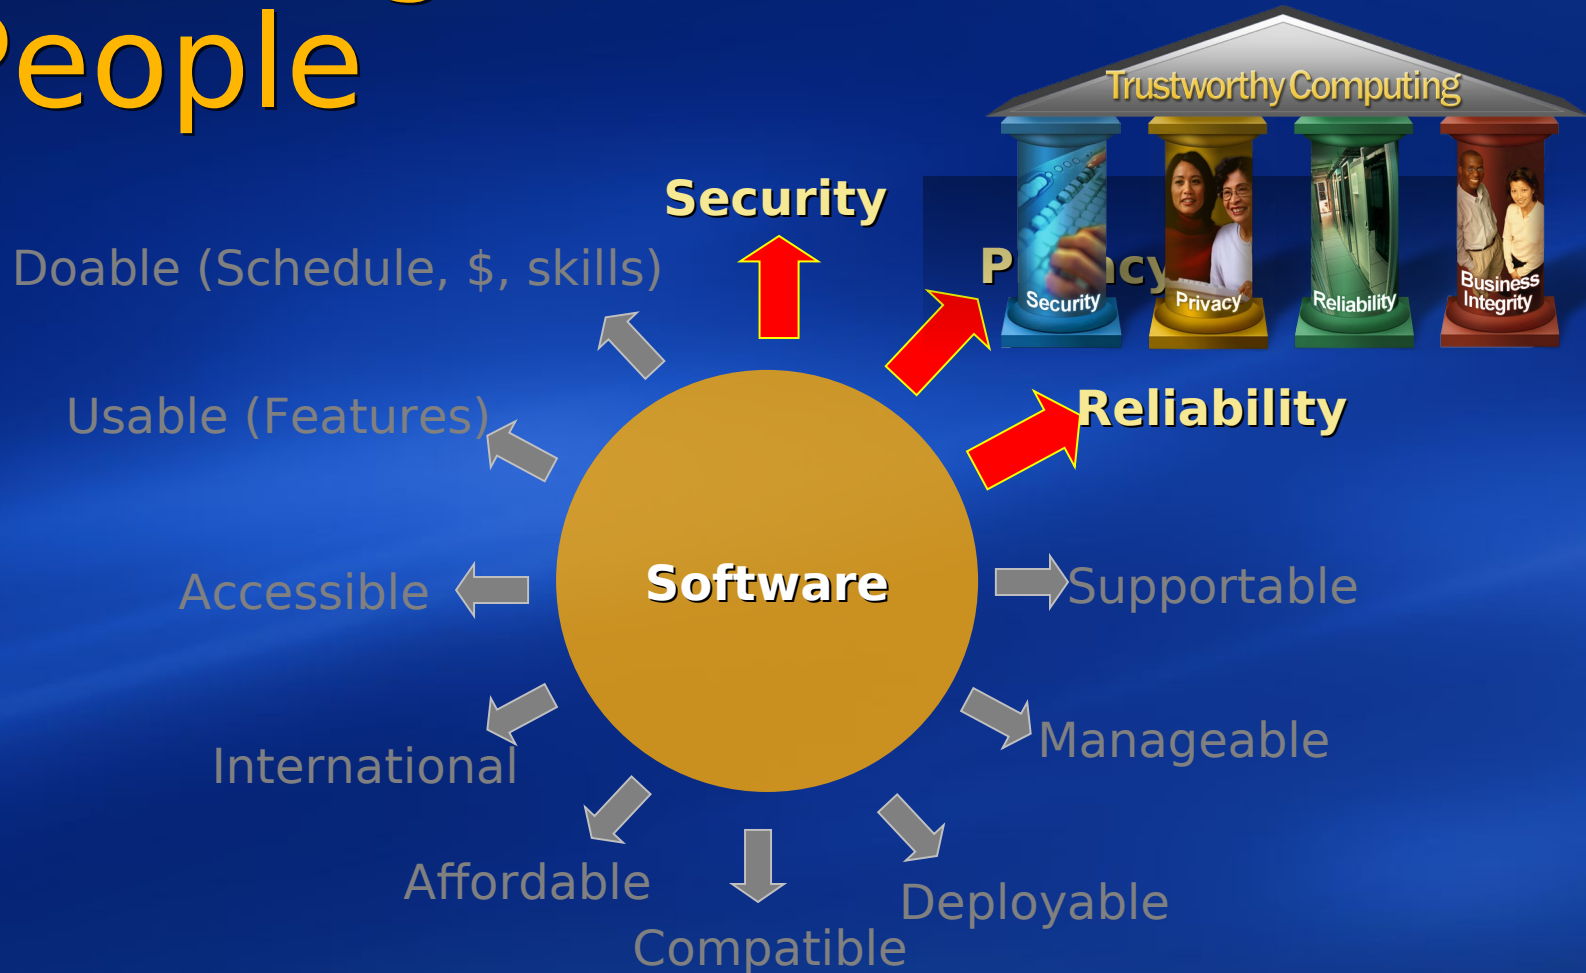 People
Trustworthy Computing
Security
Privacy
Reliability
Business
Integrity
Security
Doable (Schedule, $, skills)
Usable (Features)
Reliability
Accessible
Software
Supportable
International
Manageable
Affordable
Deployable
Compatible